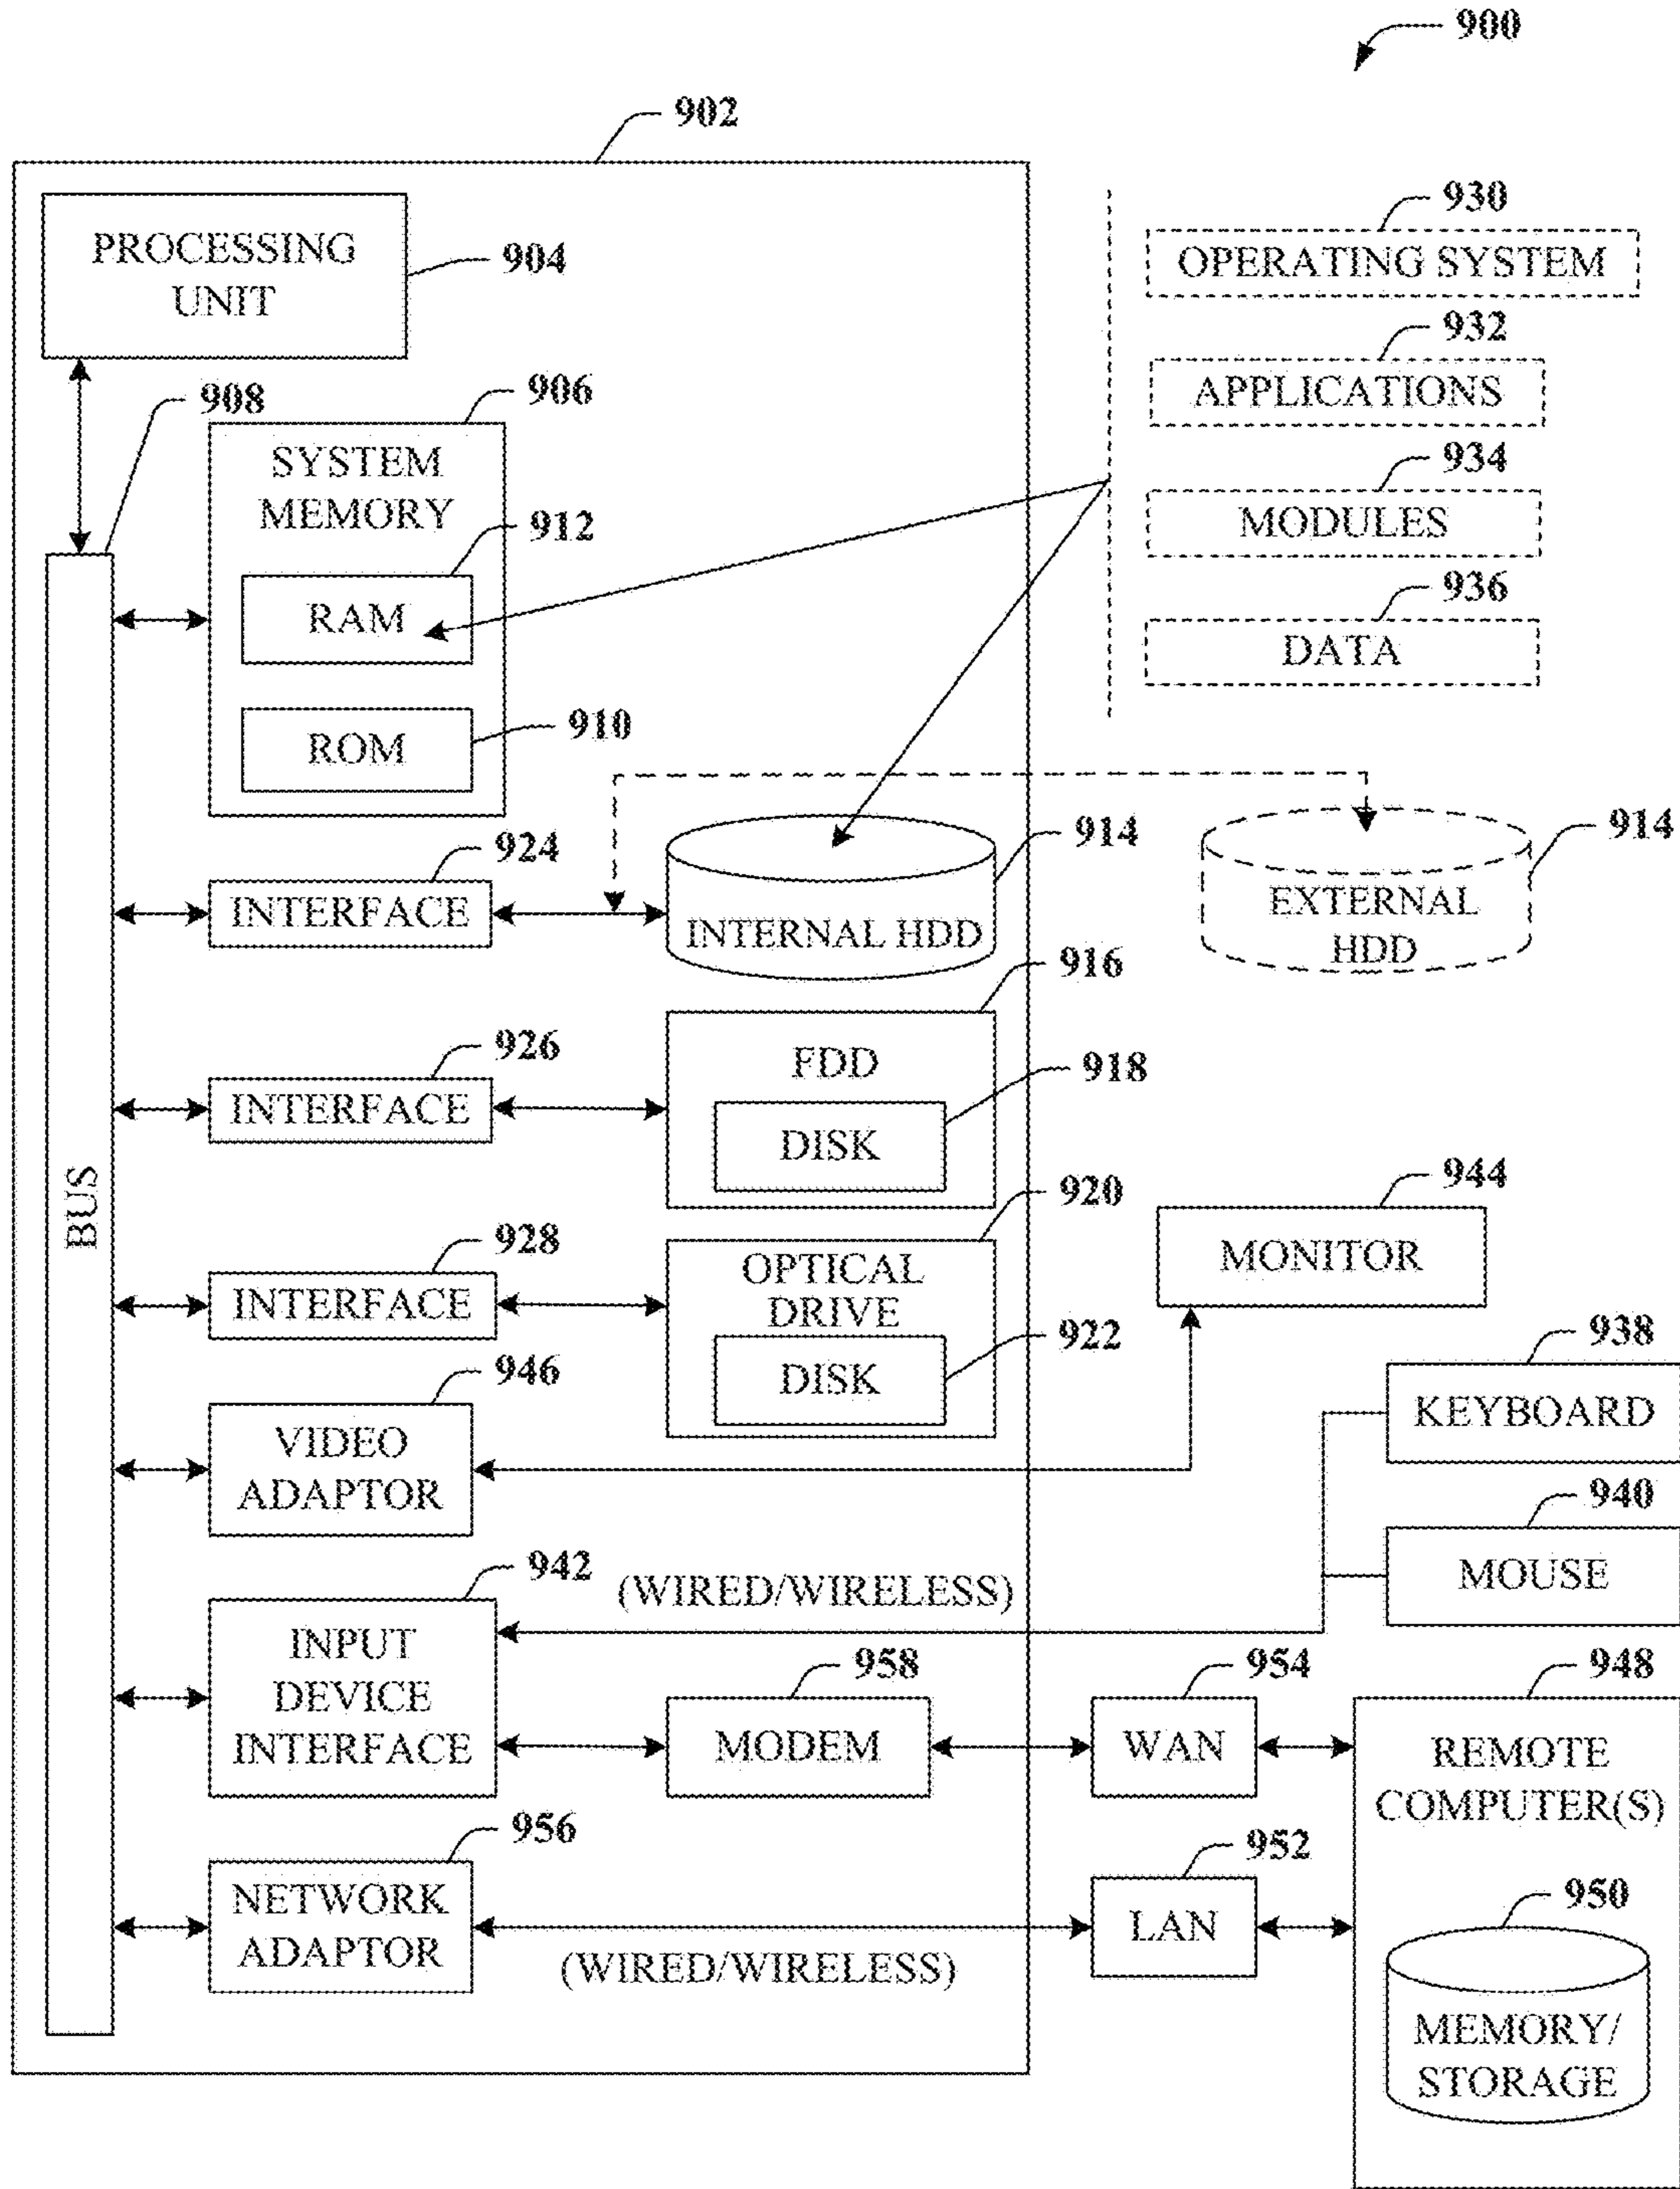 900
902
PROCESSING
UNIT
904
930
OPERATING SYSTEM
932
APPLICATIONS
934
MODULES
936
DATA
908
906
SYSTEM
MEMORY
912
RAM
910
ROM
924
INTERFACE
914
INTERNAL HDD
914
EXTERNAL
HDD
916
FDD
918
DISK
926
INTERFACE
BUS
920
OPTICAL
DRIVE
922
DISK
928
INTERFACE
944
MONITOR
946
VIDEO
ADAPTOR
938
KEYBOARD
940
MOUSE
942
INPUT
DEVICE
INTERFACE
(WIRED/WIRELESS)
958
MODEM
954
WAN
948
REMOTE
COMPUTER(S)
956
NETWORK
ADAPTOR
(WIRED/WIRELESS)
952
LAN
950
MEMORY/
STORAGE